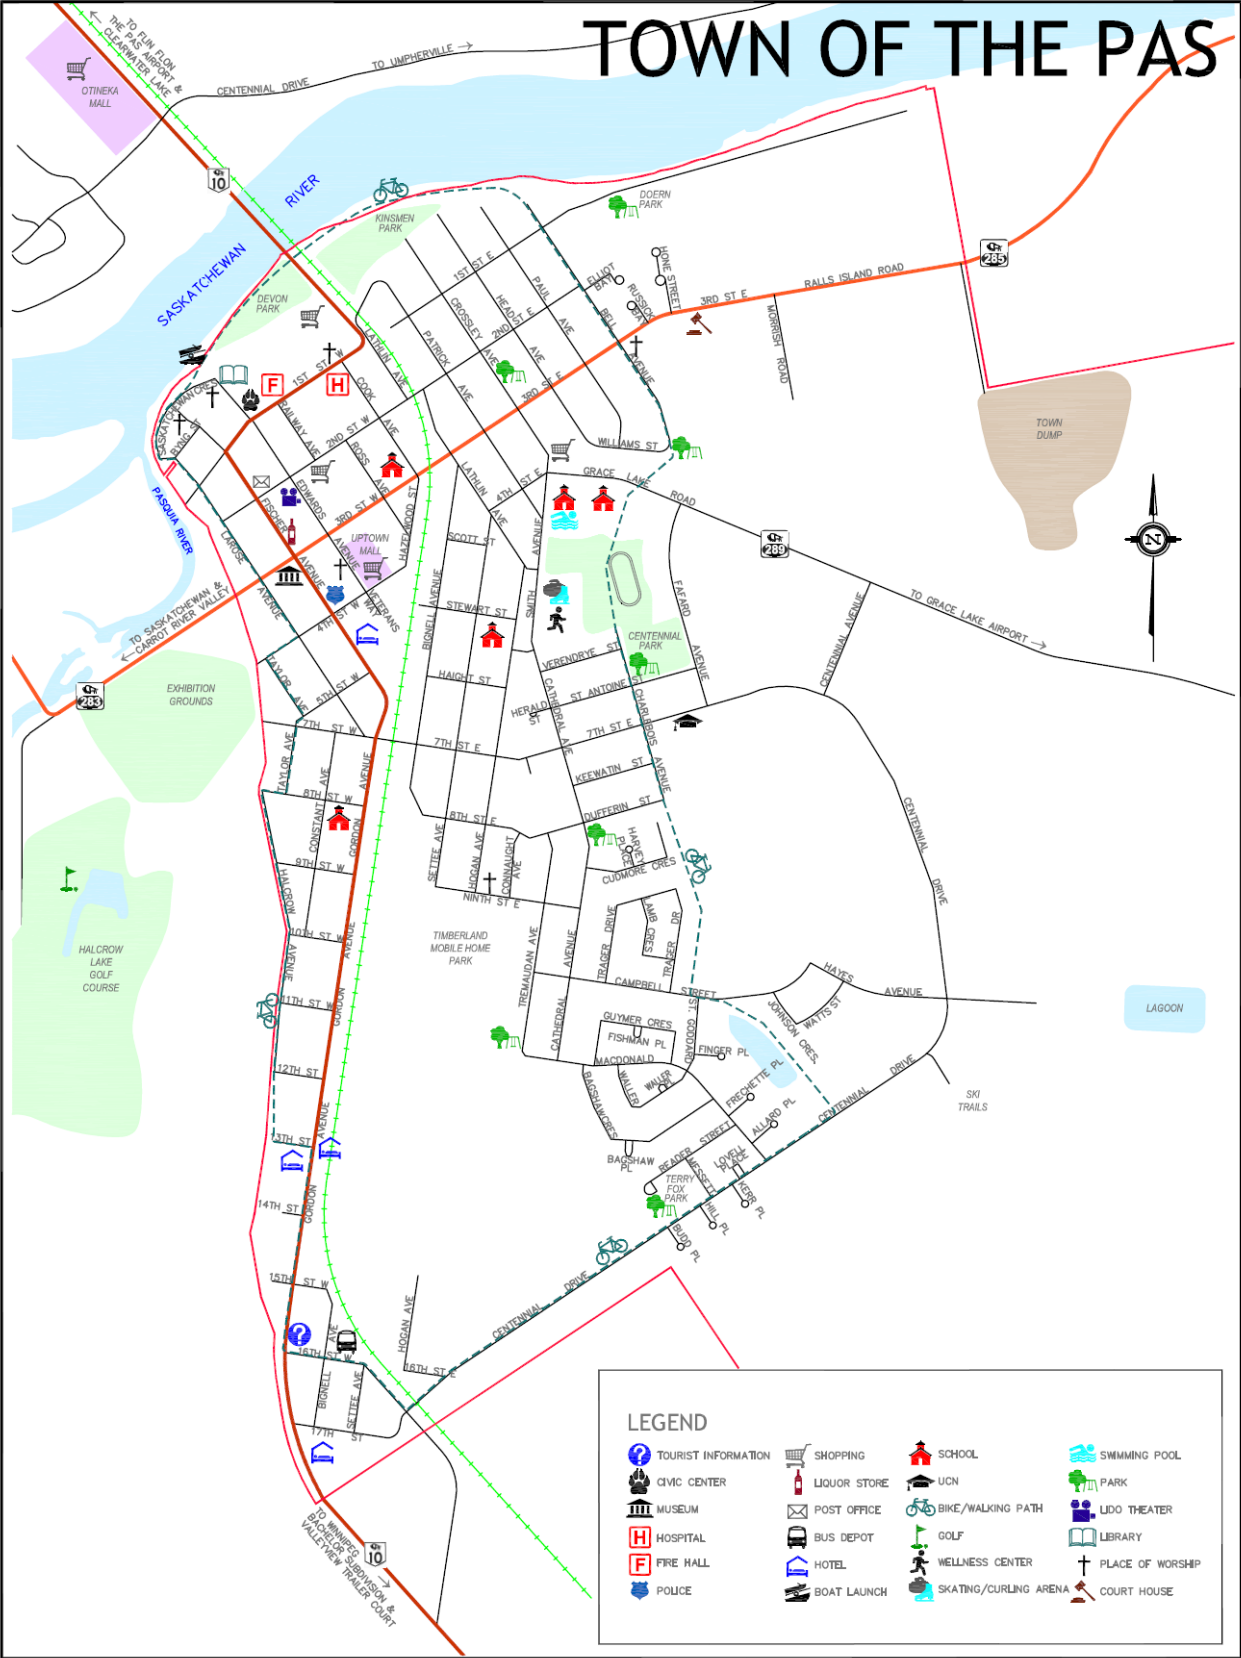 TOWN OF THE PAS
TO FLIN FLON
THE PAS AIRPORT &
CLEARWATER LAKE
OTINEKA
MALL
CENTENNIAL DRIVE
TO UMPHERVILLE
10
SASKATCHEWAN
RIVER
KINSMEN
PARK
DOERN
PARK
DEVON
PARK
285
RALLS ISLAND ROAD
3RD ST E
MORRISH ROAD
HONE STREET
ELLIOT
BAY
RUSSICK
BAY
BELL
AVENUE
PAUL
AVE
HEAD
AVE
1ST ST E
2ND ST E
3RD ST E
CROSSLEY
AVE
PATRICK
AVE
LATHLIN AVE
WILLIAMS ST
1ST ST W
COOK
AVE
RAILWAY AVE
2ND ST W
ROSS
AVE
SASKATCHEWAN CRES
BYNG ST
PASQUIA RIVER
LAROSE
AVENUE
FISCHER
AVENUE
EDWARDS
AVENUE
3RD ST W
UPTOWN
MALL
HAZELWOOD ST
VETERANS
WAY
4TH ST W
5TH ST W
TO SASKATCHEWAN &
CARROT RIVER VALLEY
283
EXHIBITION
GROUNDS
TOWN
DUMP
N
GRACE LAKE
ROAD
289
TO GRACE LAKE AIRPORT
CENTENNIAL AVENUE
FAFARD
AVENUE
LATHLIN
AVE
4TH ST E
SCOTT ST
SMITH
AVENUE
BIGNELL AVENUE
STEWART ST
HAIGHT ST
CENTENNIAL
PARK
VERENDRYE ST
ST ANTOINE ST
HERALD
ST
CATHEDRAL AVE
CHARLEBOIS
AVENUE
7TH ST E
7TH ST E
KEEWATIN ST
DUFFERIN ST
TAYLOR AVE
7TH ST W
TAYLOR AVE
8TH ST W
CONSTANT AVE
GORDON AVENUE
9TH ST W
HALCROW
AVENUE
10TH ST W
11TH ST W
12TH ST
13TH ST
14TH ST
15TH ST W
16TH ST W
GORDON
AVENUE
GORDON
AVENUE
8TH ST E
SETTEE AVE
HOGAN AVE
CONNAUGHT
AVE
NINTH ST E
HARVEY
PLACE
CUDMORE CRES
HALCROW
LAKE
GOLF
COURSE
TIMBERLAND
MOBILE HOME
PARK
TREMAUDAN AVE
CATHEDRAL
AVENUE
TRAGER DRIVE
LAMB CRES
TRAGER DR
CAMPBELL STREET
CENTENNIAL
DRIVE
HAYES
AVENUE
WATTS ST
JOHNSON CRES.
LAGOON
GUYMER CRES
FISHMAN PL
MACDONALD
ST. GODDARD
FINGER PL
WALLER
WALLER
PL
BAGSHAW CRES
BAGSHAW
PL
FRECHETTE PL
ALLARD PL
READER STREET
LOVELL
PLACE
MESSETT
TERRY
FOX
PARK
KERR PL
HILL PL
BUDD PL
CENTENNIAL DRIVE
SKI
TRAILS
CENTENNIAL DRIVE
HOGAN AVE
16TH ST E
BIGNELL
AVE
SETTEE AVE
17TH ST
TO WINNIPEG
BACHELOR SUBDIVISION &
VALLEYVIEW TRAILER COURT
10
LEGEND
TOURIST INFORMATION
CIVIC CENTER
MUSEUM
H HOSPITAL
F FIRE HALL
POLICE
SHOPPING
LIQUOR STORE
POST OFFICE
BUS DEPOT
HOTEL
BOAT LAUNCH
SCHOOL
UCN
BIKE/WALKING PATH
GOLF
WELLNESS CENTER
SKATING/CURLING ARENA
SWIMMING POOL
PARK
LIDO THEATER
LIBRARY
PLACE OF WORSHIP
COURT HOUSE